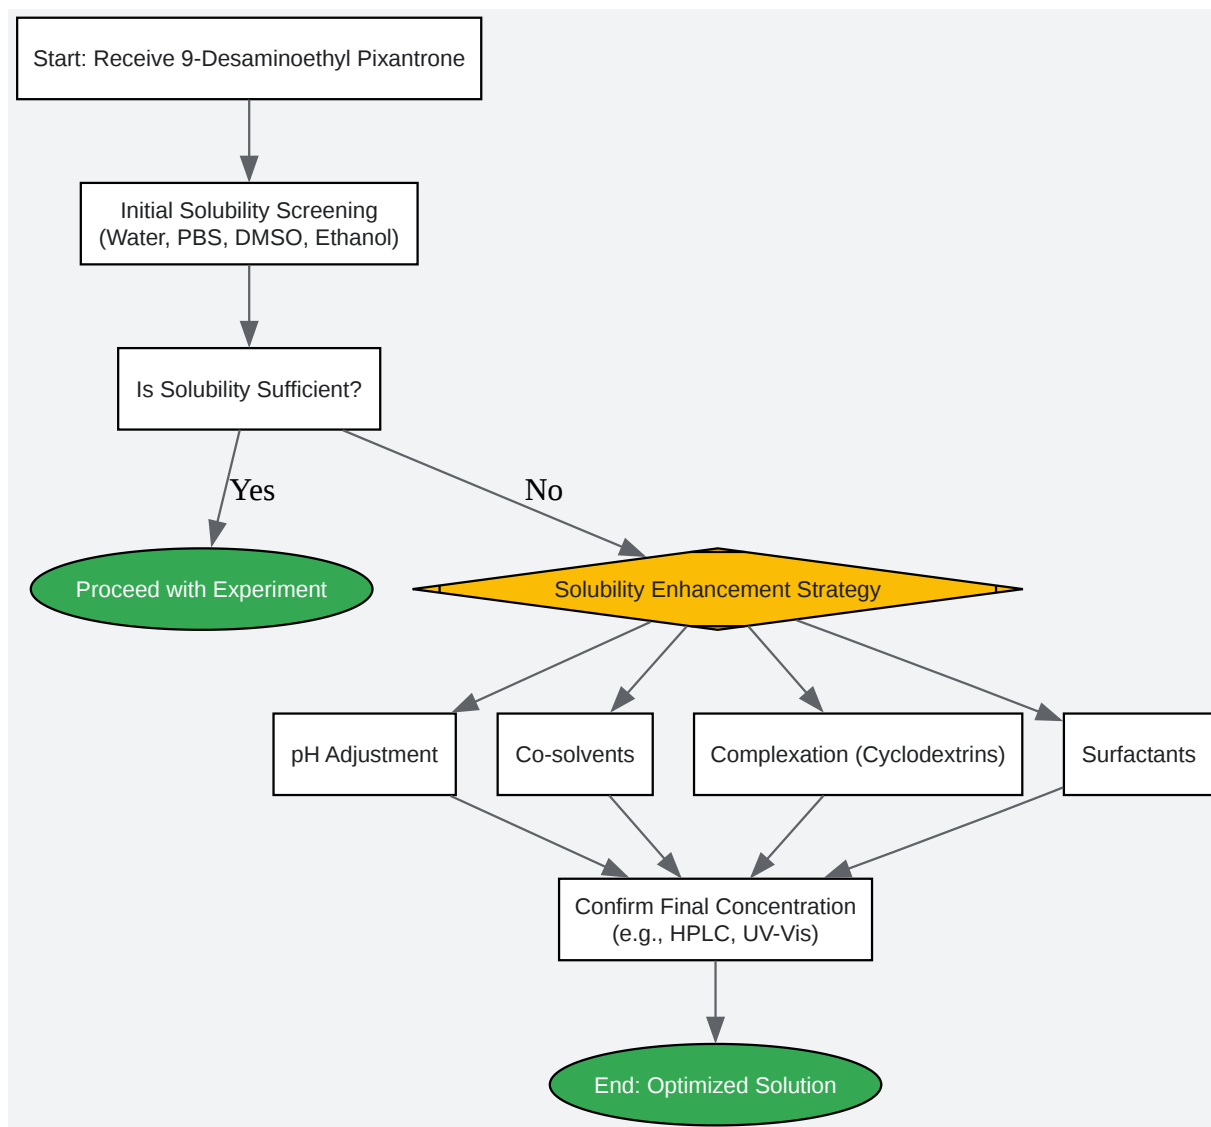 Start: Receive 9-Desaminoethyl Pixantrone
Initial Solubility Screening
(Water, PBS, DMSO, Ethanol)
Is Solubility Sufficient?
Yes
No
Proceed with Experiment
Solubility Enhancement Strategy
pH Adjustment
Co-solvents
Complexation (Cyclodextrins)
Surfactants
Confirm Final Concentration
(e.g., HPLC, UV-Vis)
End: Optimized Solution